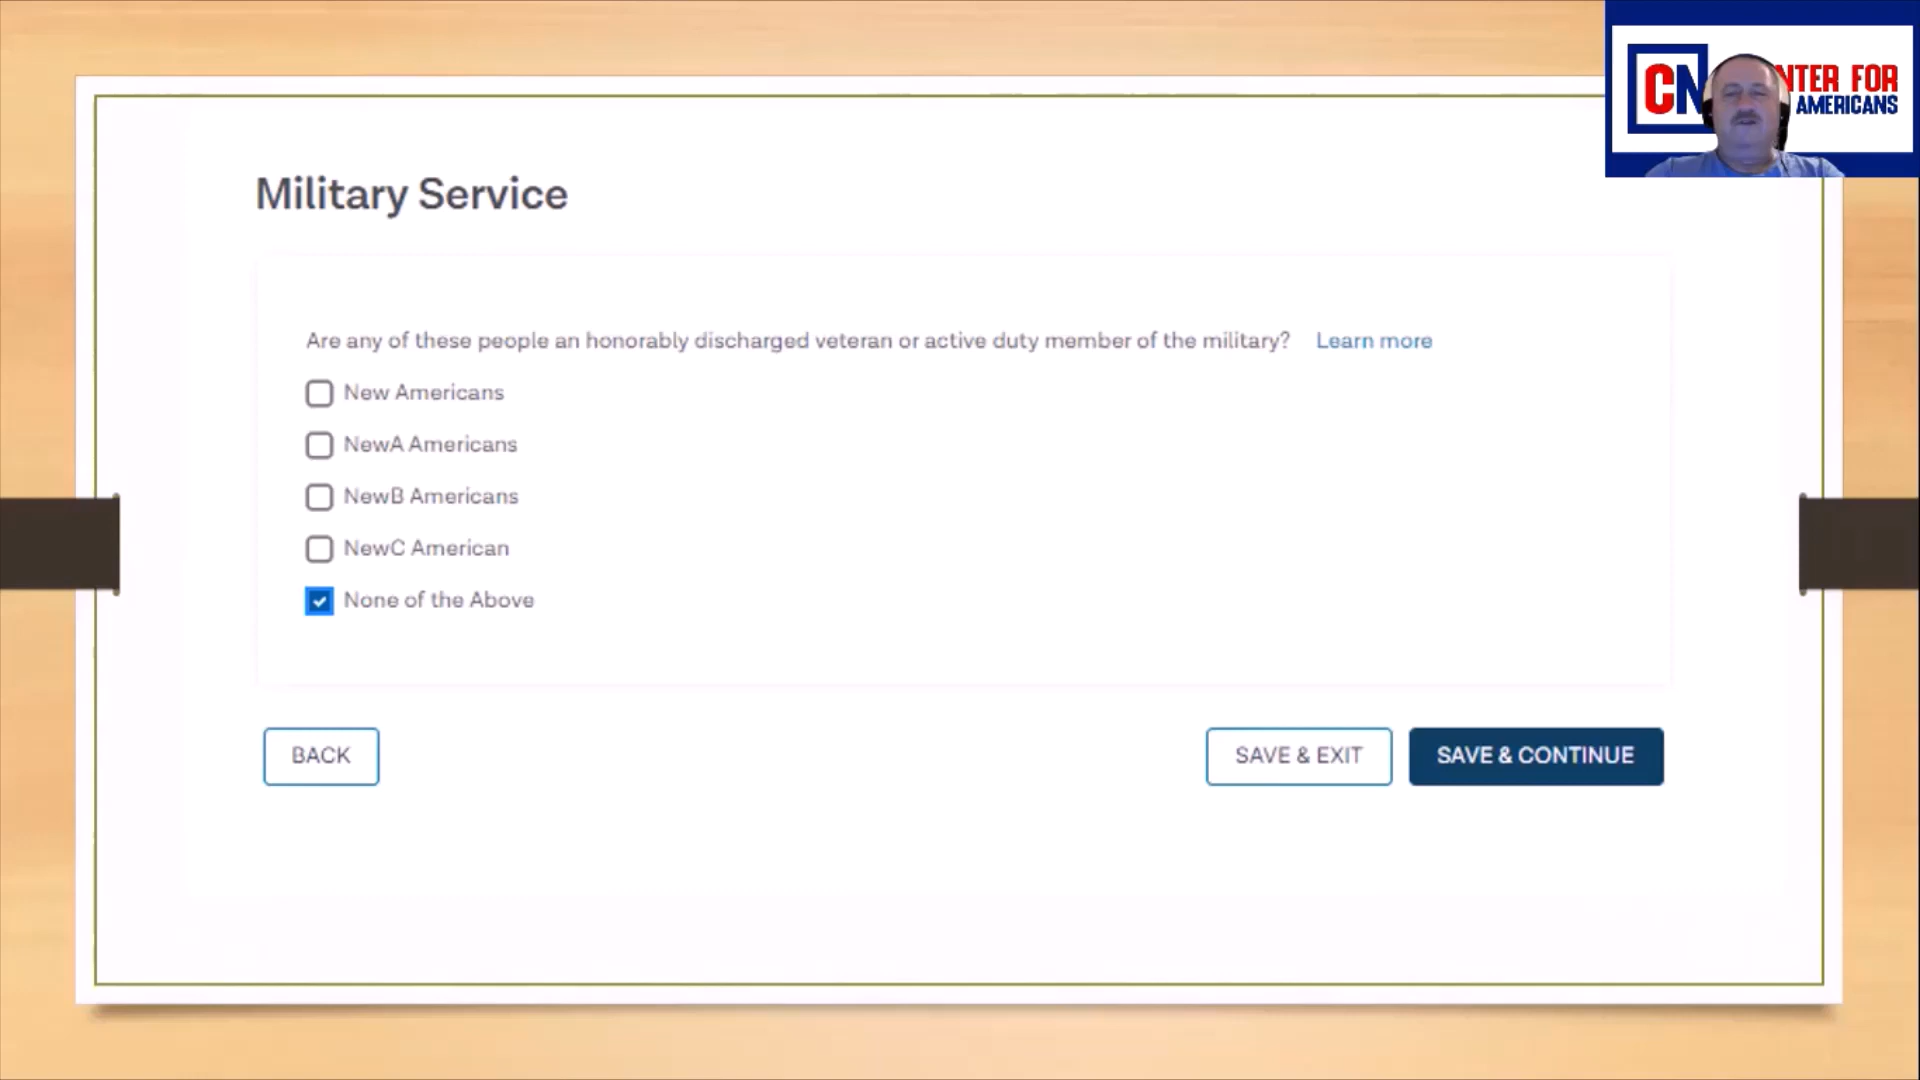 CN
NTER FOR
AMERICANS
Military Service
Are any of these people an honorably discharged veteran or active duty member of the military? Learn more
New Americans
NewA Americans
NewB Americans
NewC American
None of the Above
BACK
SAVE & EXIT
SAVE & CONTINUE